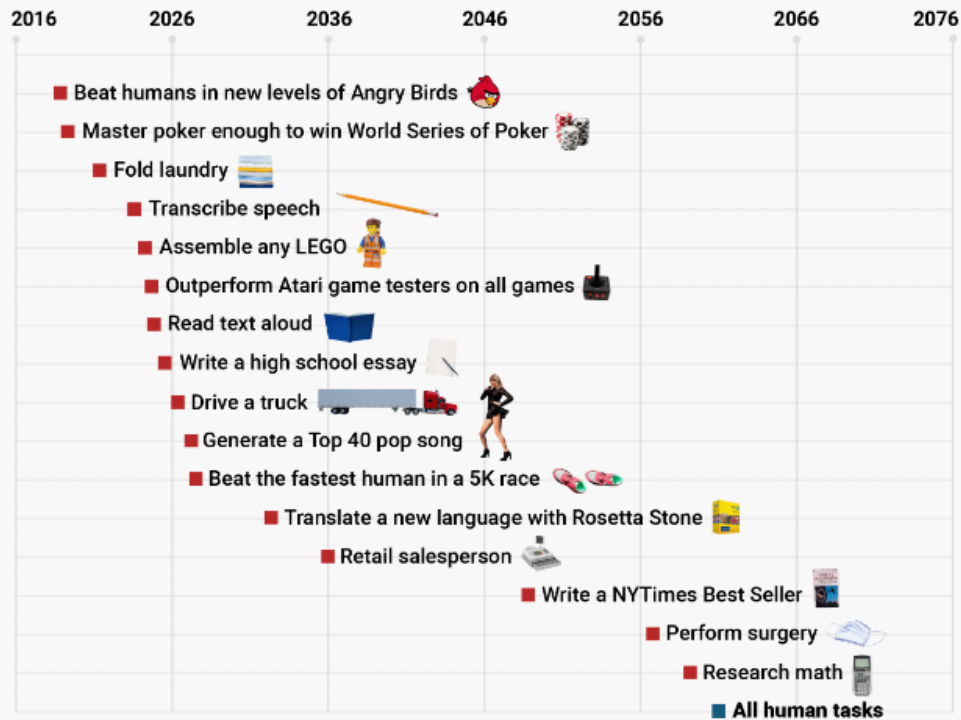 2016 2026 2036 2046 2056 2066 2076
Beat humans in new levels of Angry Birds
Master poker enough to win World Series of Poker
Fold laundry
Transcribe speech
Assemble any LEGO
Outperform Atari game testers on all games
Read text aloud
Write a high school essay
Drive a truck
Generate a Top 40 pop song
Beat the fastest human in a 5K race
Translate a new language with Rosetta Stone
Retail salesperson
Write a NYTimes Best Seller
Perform surgery
Research math
All human tasks